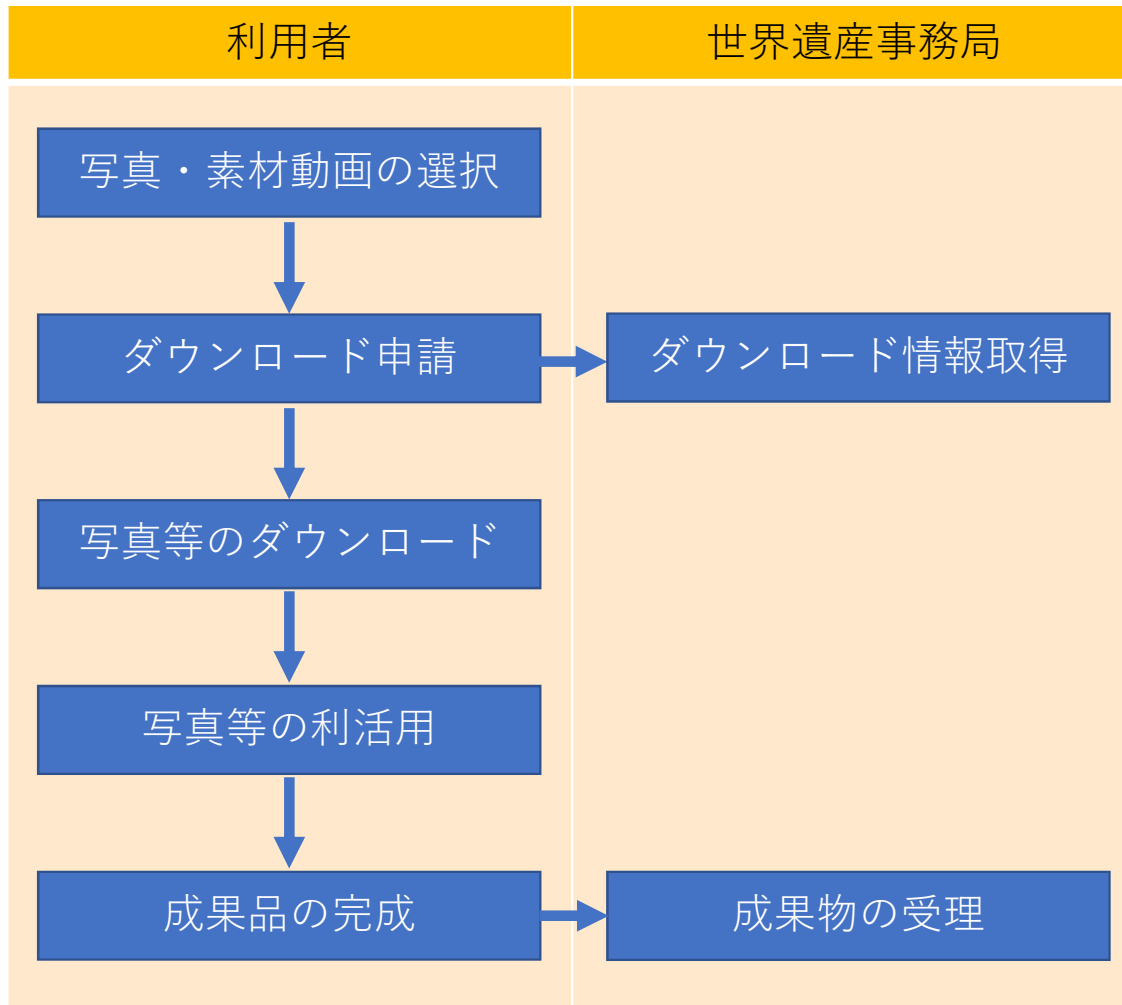 利用者
世界遺産事務局
写真・素材動画の選択
ダウンロード申請
ダウンロード情報取得
写真等のダウンロード
写真等の利活用
成果品の完成
成果物の受理